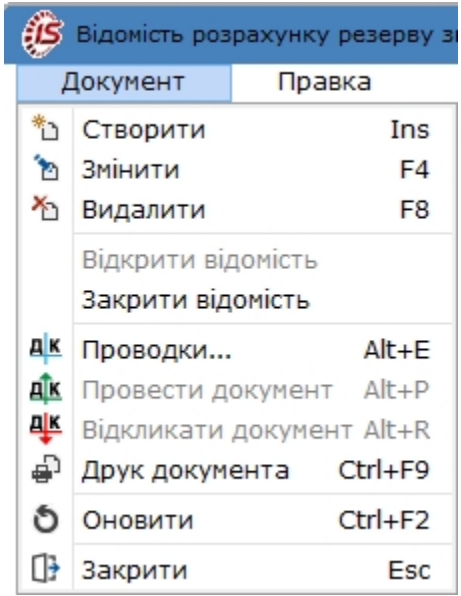 Відомість розрахунку резерву
Документ Правка
Створити Ins
Змінити F4
Видалити F8
Відкрити відомість
Закрити відомість
Д К Проводки... Alt+E
Д К Провести документ Alt+P
Д К Відкликати документ Alt+R
Друк документа Ctrl+F9
Оновити Ctrl+F2
Закрити Esc